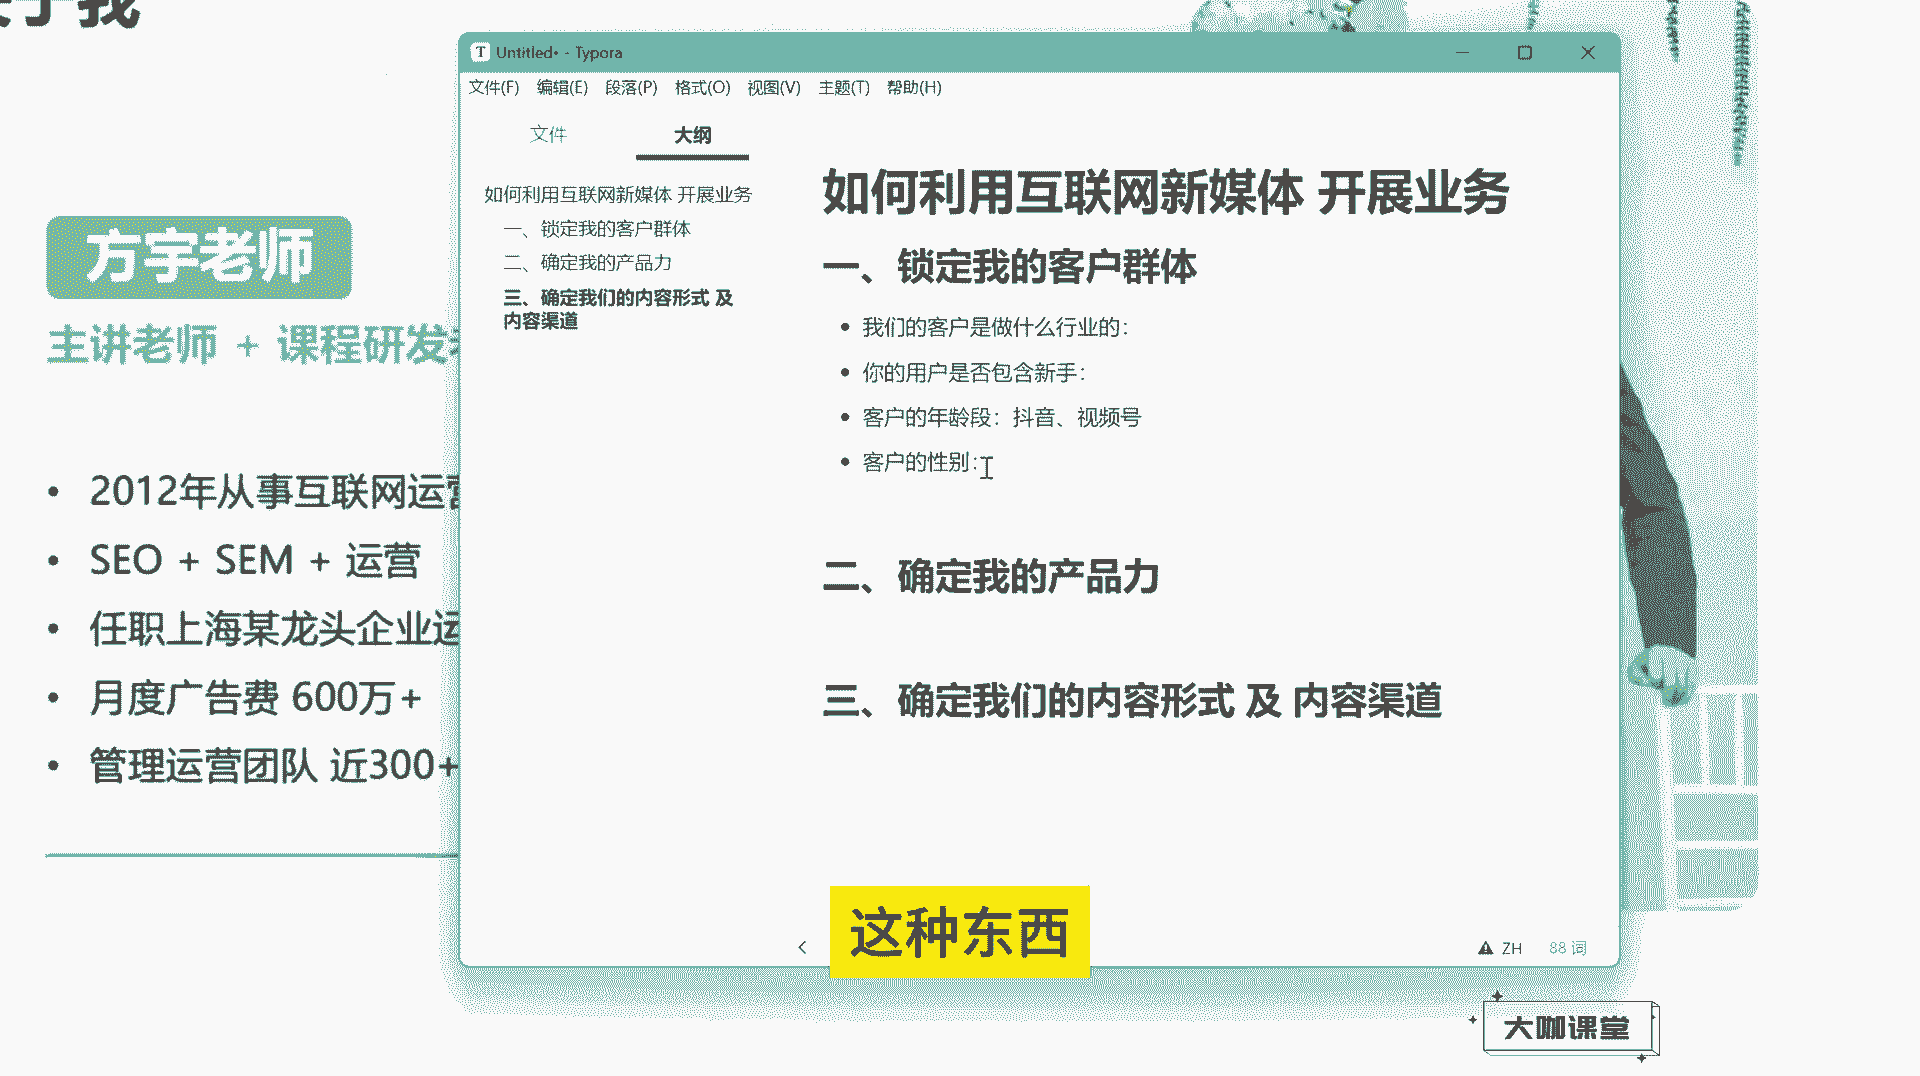 方宇老师
主讲老师 + 课程研发
2012年从事互联网运营
SEO + SEM + 运营
任职上海某龙头企业运
月度广告费 600万+
管理运营团队 近300+
Untitled• - Typora
文件(F) 编辑(E) 段落(P) 格式(O) 视图(V) 主题(T) 帮助(H)
文件 大纲
如何利用互联网新媒体 开展业务
一、锁定我的客户群体
二、确定我的产品力
三、确定我们的内容形式 及
内容渠道
如何利用互联网新媒体 开展业务
一、锁定我的客户群体
我们的客户是做什么行业的：
你的用户是否包含新手：
客户的年龄段：抖音、视频号
客户的性别：
二、确定我的产品力
三、确定我们的内容形式 及 内容渠道
ZH 88 词
这种东西
大咖课堂